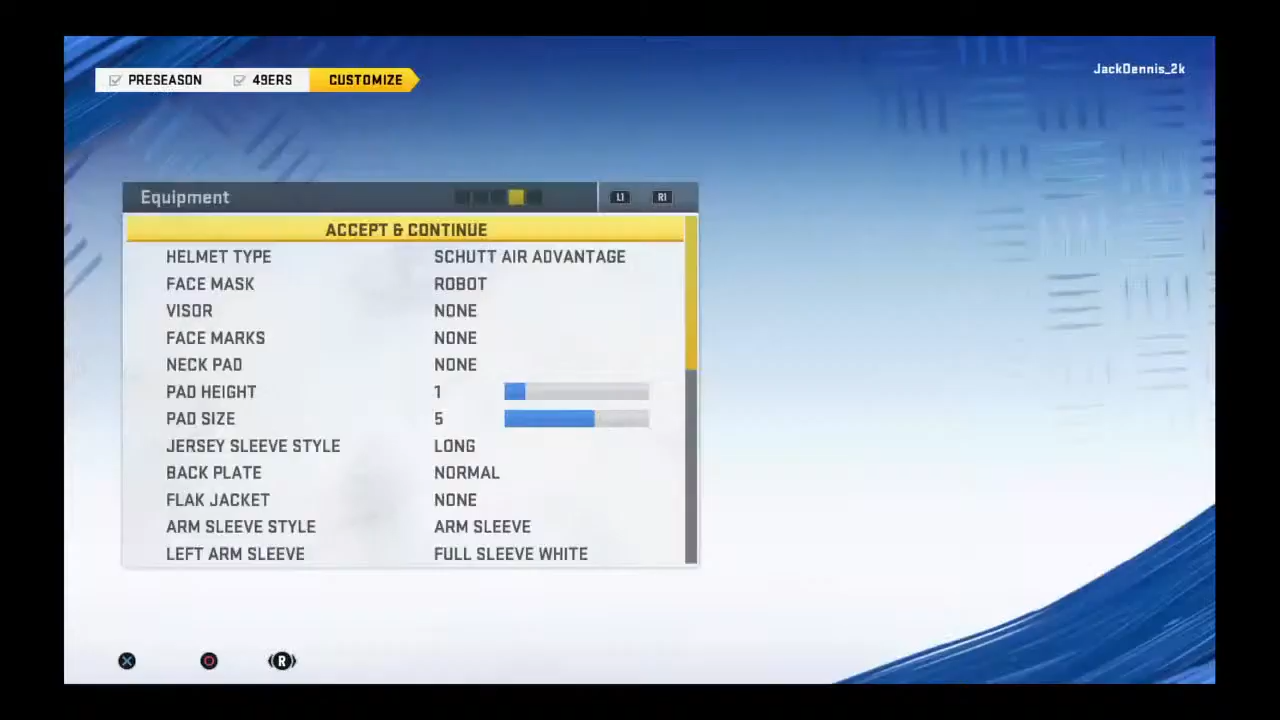 PRESEASON 49ERS CUSTOMIZE
JackDennis_2k
Equipment L1 R1
ACCEPT & CONTINUE
HELMET TYPE SCHUTT AIR ADVANTAGE
FACE MASK ROBOT
VISOR NONE
FACE MARKS NONE
NECK PAD NONE
PAD HEIGHT 1
PAD SIZE 5
JERSEY SLEEVE STYLE LONG
BACK PLATE NORMAL
FLAK JACKET NONE
ARM SLEEVE STYLE ARM SLEEVE
LEFT ARM SLEEVE FULL SLEEVE WHITE
R